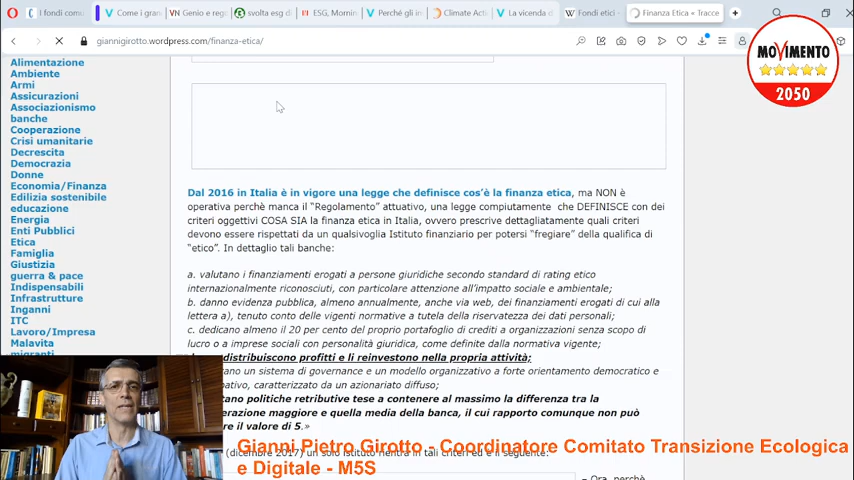 I fondi comu
Come i gran
Genio e rego
svolta esg di
ESG, Mornin
Perché gli in
Climate Acti
La vicenda d
Fondi etici -
Finanza Etica « Tracce
giannigirotto.wordpress.com/finanza-etica/
MOVIMENTO
2050
Alimentazione
Ambiente
Armi
Assicurazioni
Associazionismo
banche
Cooperazione
Crisi umanitarie
Decrescita
Democrazia
Donne
Economia/Finanza
Edilizia sostenibile
educazione
Energia
Enti Pubblici
Etica
Famiglia
Giustizia
guerra & pace
Indispensabili
Infrastrutture
Inganni
ITC
Lavoro/Impresa
Malavita
migranti
Dal 2016 in Italia è in vigore una legge che definisce cos'è la finanza etica, ma NON è
operativa perchè manca il "Regolamento" attuativo, una legge compiutamente che DEFINISCE con dei
criteri oggettivi COSA SIA la finanza etica in Italia, ovvero prescrive dettagliatamente quali criteri
devono essere rispettati da un qualsivoglia Istituto finanziario per potersi "fregiare" della qualifica di
"etico". In dettaglio tali banche:
a. valutano i finanziamenti erogati a persone giuridiche secondo standard di rating etico
internazionalmente riconosciuti, con particolare attenzione all'impatto sociale e ambientale;
b. danno evidenza pubblica, almeno annualmente, anche via web, dei finanziamenti erogati di cui alla
lettera a), tenuto conto delle vigenti normative a tutela della riservatezza dei dati personali;
c. dedicano almeno il 20 per cento del proprio portafoglio di crediti a organizzazioni senza scopo di
lucro o a imprese sociali con personalità giuridica, come definite dalla normativa vigente;
distribuiscono profitti e li reinvestono nella propria attività;
ano un sistema di governance e un modello organizzativo a forte orientamento democratico e
pativo, caratterizzato da un azionariato diffuso;
tano politiche retributive tese a contenere al massimo la differenza tra la
erazione maggiore e quella media della banca, il cui rapporto comunque non può
re il valore di 5.»
(dicembre 2017) un solo istituto rientra in tali criteri ed è il seguente:
– Ora, perchè
Gianni Pietro Girotto - Coordinatore Comitato Transizione Ecologica
e Digitale - M5S